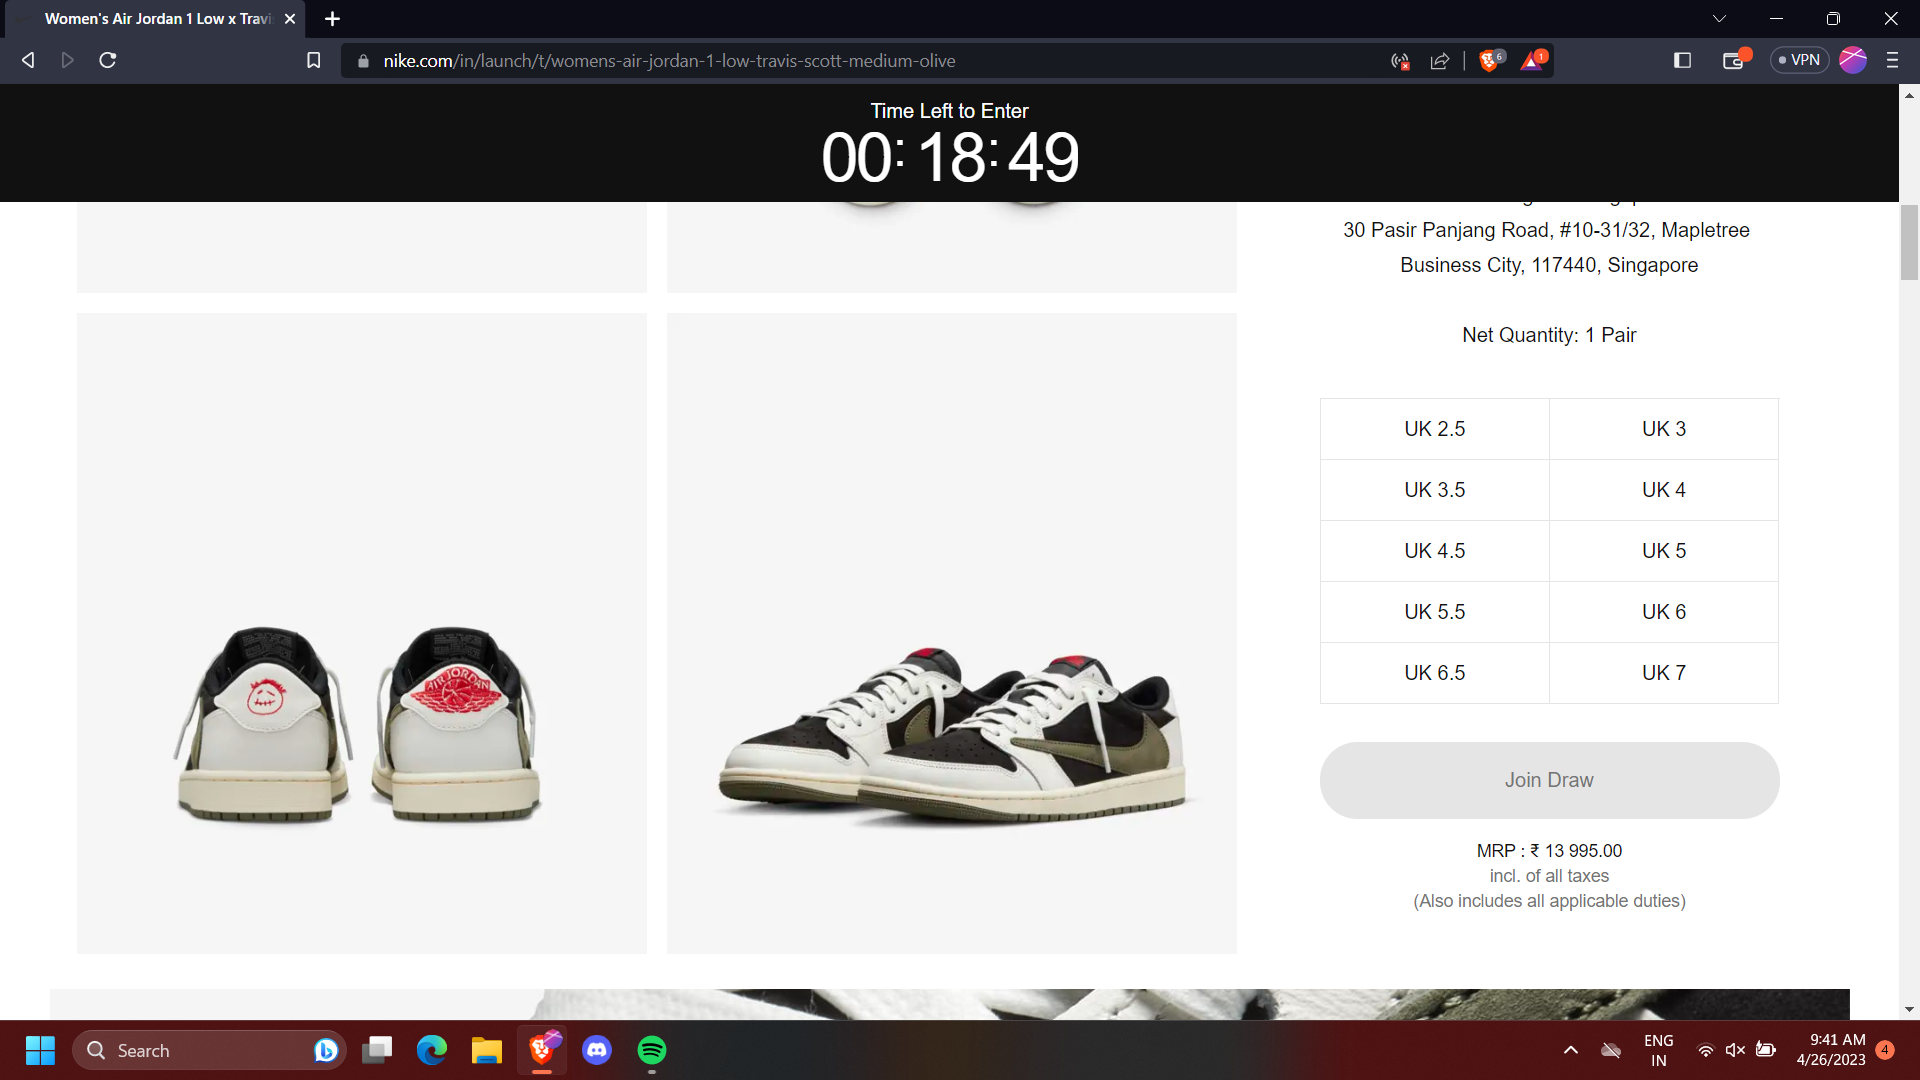 Women's Air Jordan 1 Low x Travi
nike.com/in/launch/t/womens-air-jordan-1-low-travis-scott-medium-olive
6
1
VPN
Time Left to Enter
00:18:49
30 Pasir Panjang Road, #10-31/32, Mapletree
Business City, 117440, Singapore
Net Quantity: 1 Pair
UK 2.5
UK 3
UK 3.5
UK 4
UK 4.5
UK 5
UK 5.5
UK 6
UK 6.5
UK 7
AIR JORDAN
Join Draw
MRP : ₹ 13 995.00
incl. of all taxes
(Also includes all applicable duties)
Search
ENG
IN
9:41 AM
4/26/2023
4